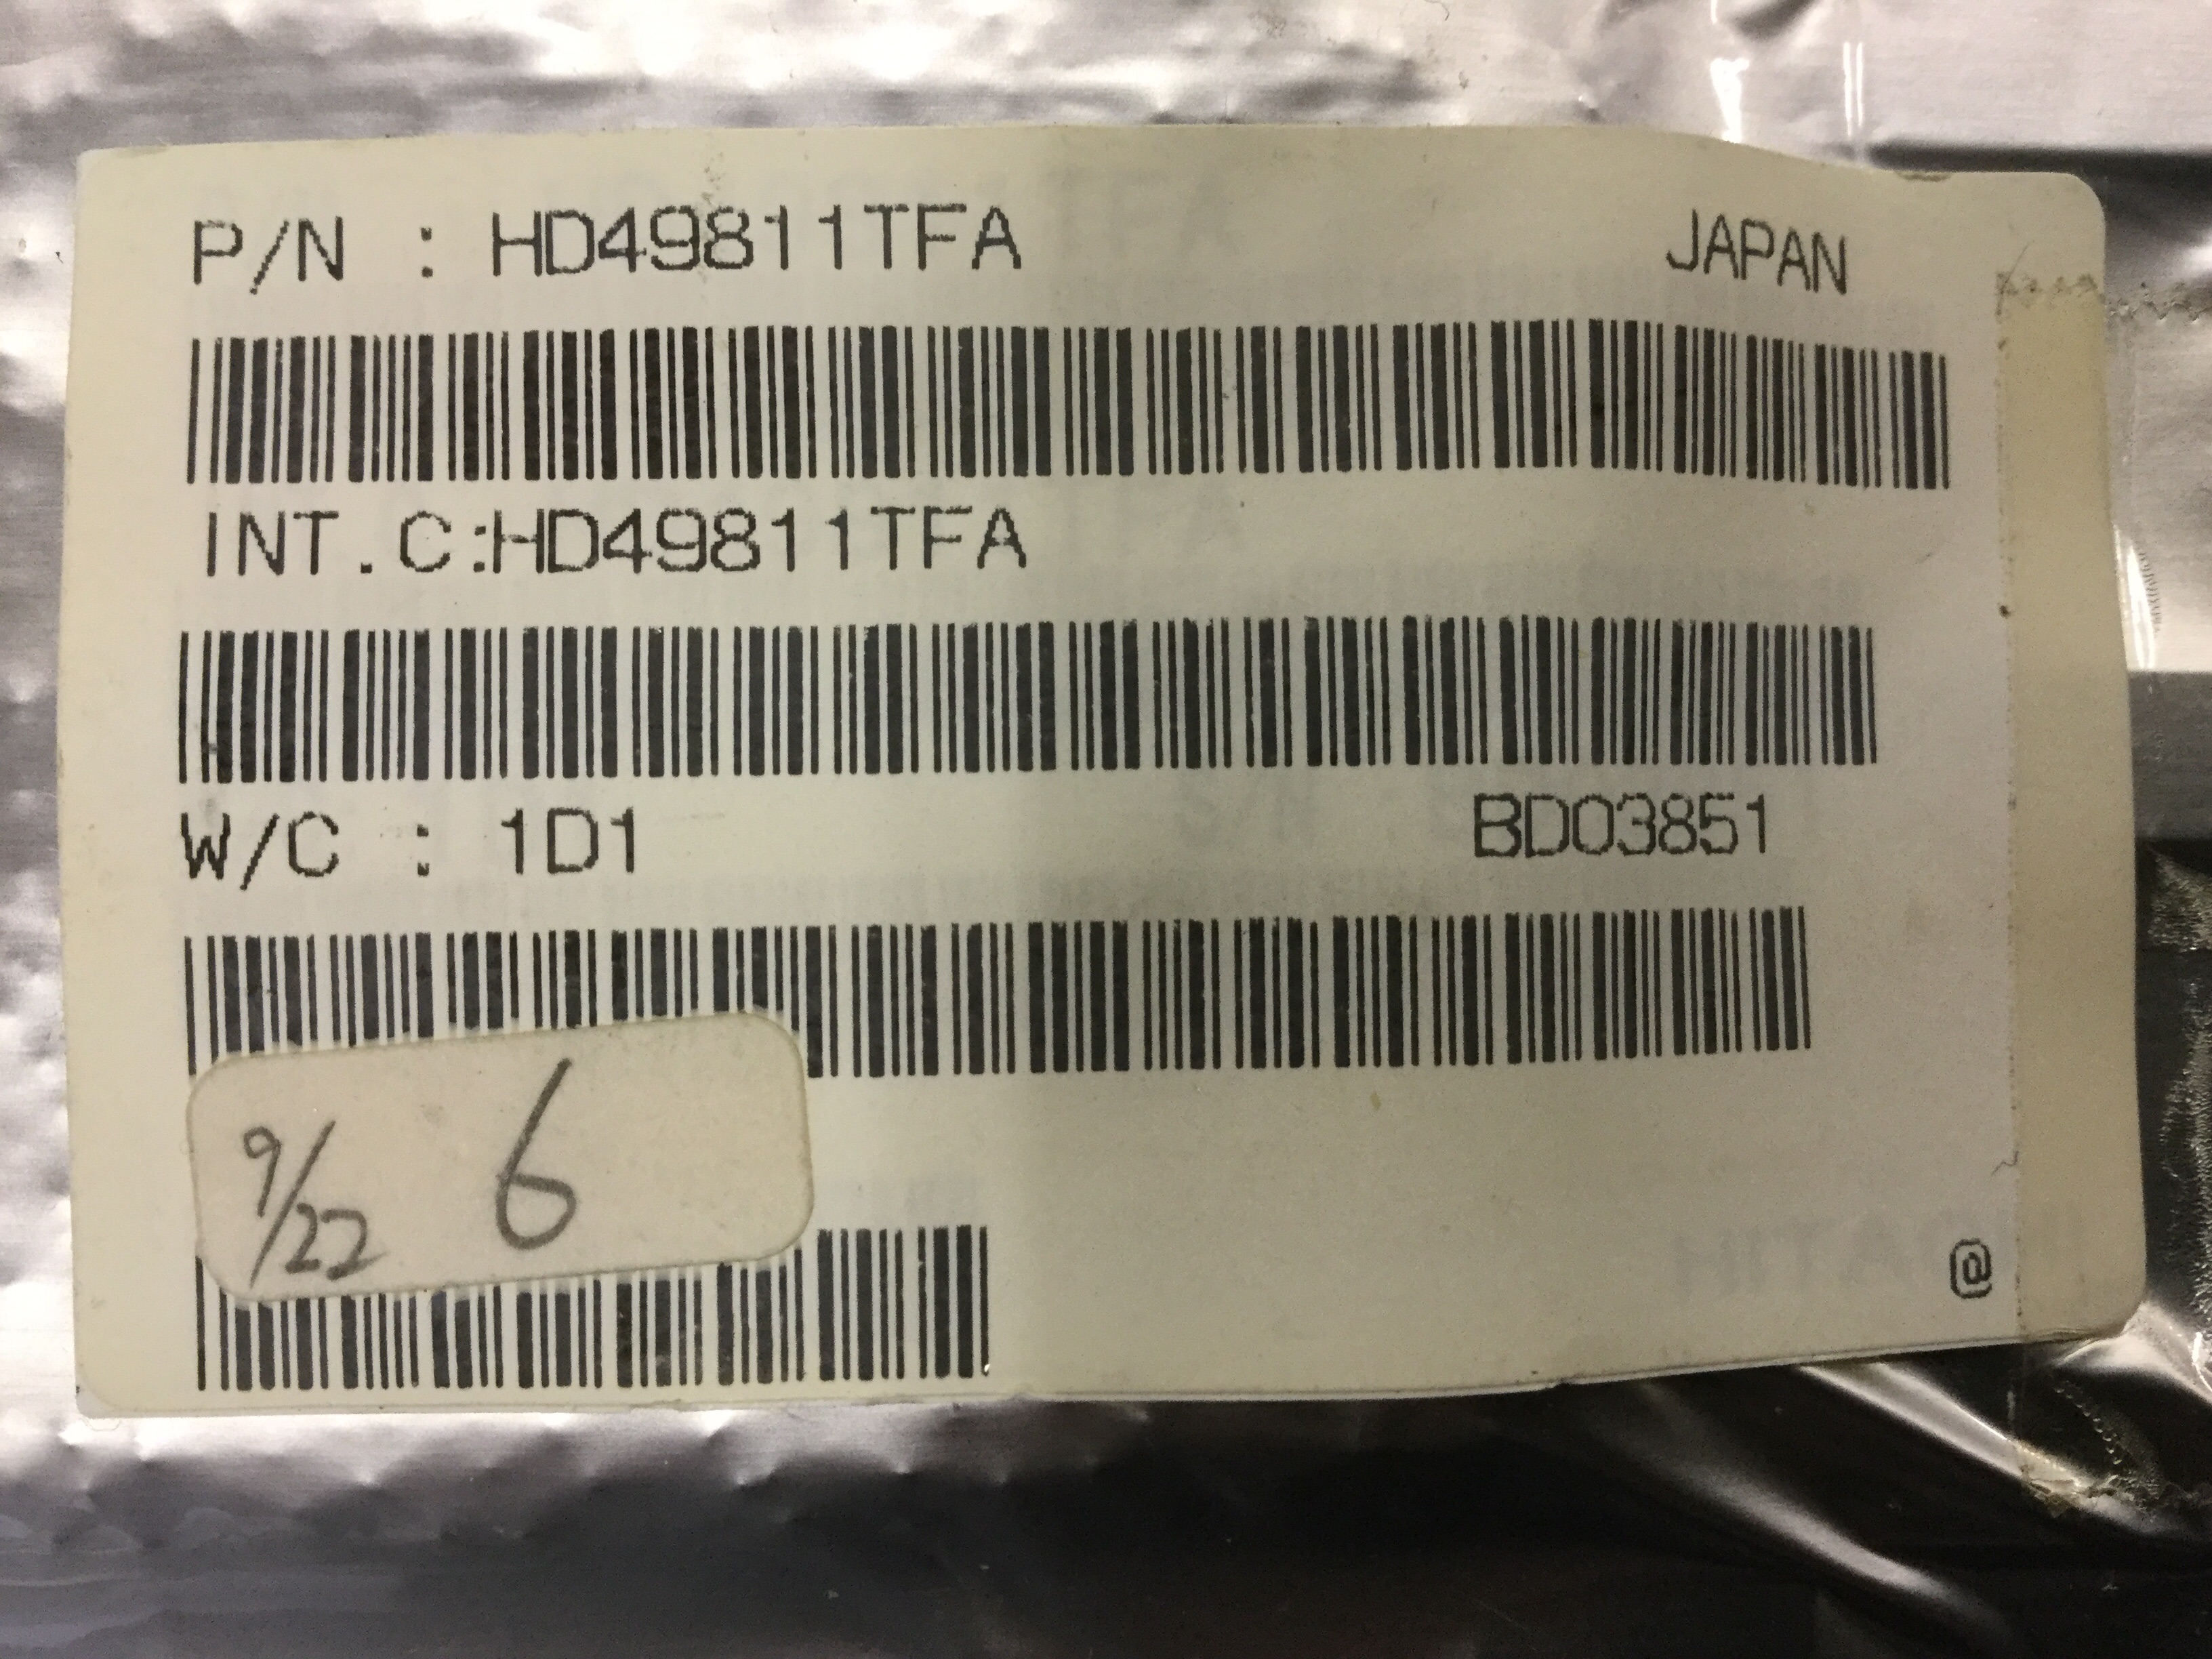 P/N : HD49811TFA JAPAN
INT.C:HD49811TFA
W/C : 1D1 BD03851
9/22 6
@